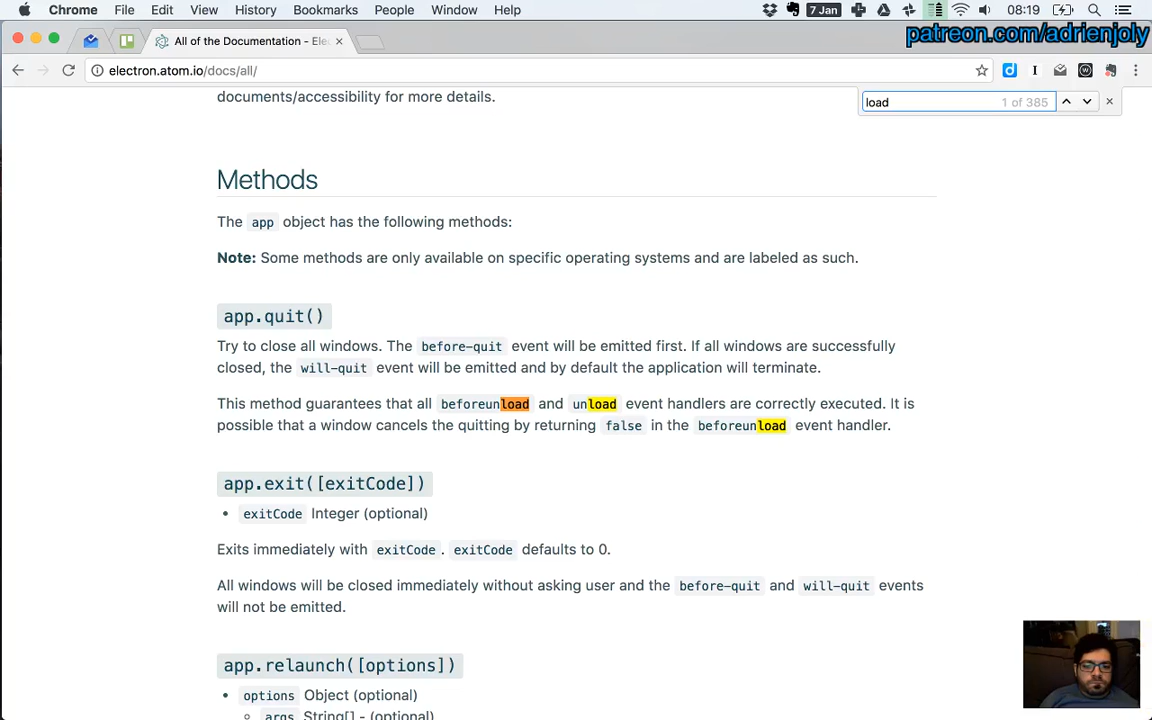 Chrome File Edit View History Bookmarks People Window Help 7 Jan 08:19
patreon.com/adrienjoly
All of the Documentation - Elec
electron.atom.io/docs/all/
load 1 of 385
documents/accessibility for more details.
Methods
The app object has the following methods:
Note: Some methods are only available on specific operating systems and are labeled as such.
app.quit()
Try to close all windows. The before-quit event will be emitted first. If all windows are successfully
closed, the will-quit event will be emitted and by default the application will terminate.
This method guarantees that all beforeunload and unload event handlers are correctly executed. It is
possible that a window cancels the quitting by returning false in the beforeunload event handler.
app.exit([exitCode])
• exitCode Integer (optional)
Exits immediately with exitCode. exitCode defaults to 0.
All windows will be closed immediately without asking user and the before-quit and will-quit events
will not be emitted.
app.relaunch([options])
• options Object (optional)
args String[] - (optional)